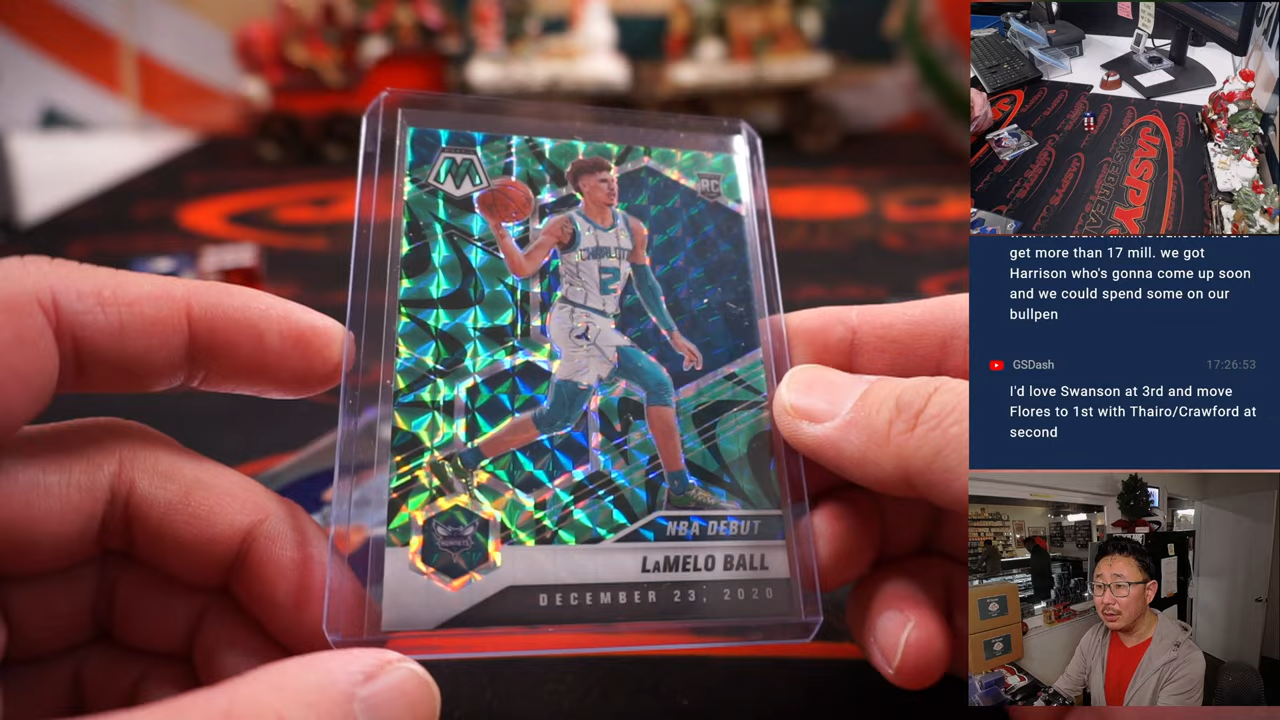 RC
CHARLOTTE
2
NBA DEBUT
LaMELO BALL
DECEMBER 23, 2020
JASPY'S
get more than 17 mill. we got
Harrison who's gonna come up soon
and we could spend some on our
bullpen
GSDash 17:26:53
I'd love Swanson at 3rd and move
Flores to 1st with Thairo/Crawford at
second